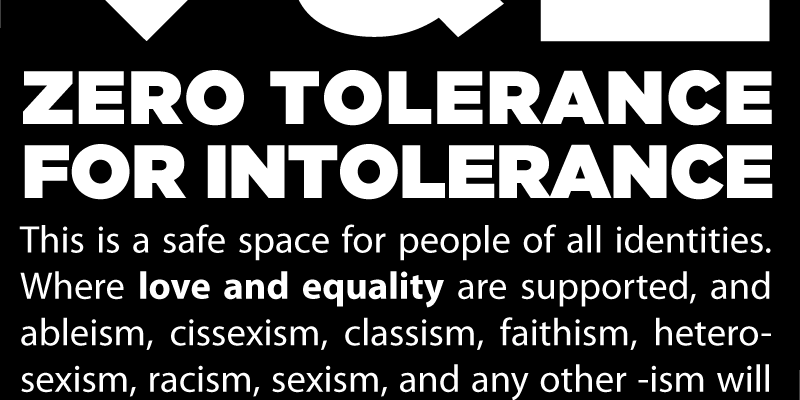 ZERO TOLERANCE
FOR INTOLERANCE
This is a safe space for people of all identities.
Where love and equality are supported, and
ableism, cissexism, classism, faithism, hetero-
sexism, racism, sexism, and any other -ism will